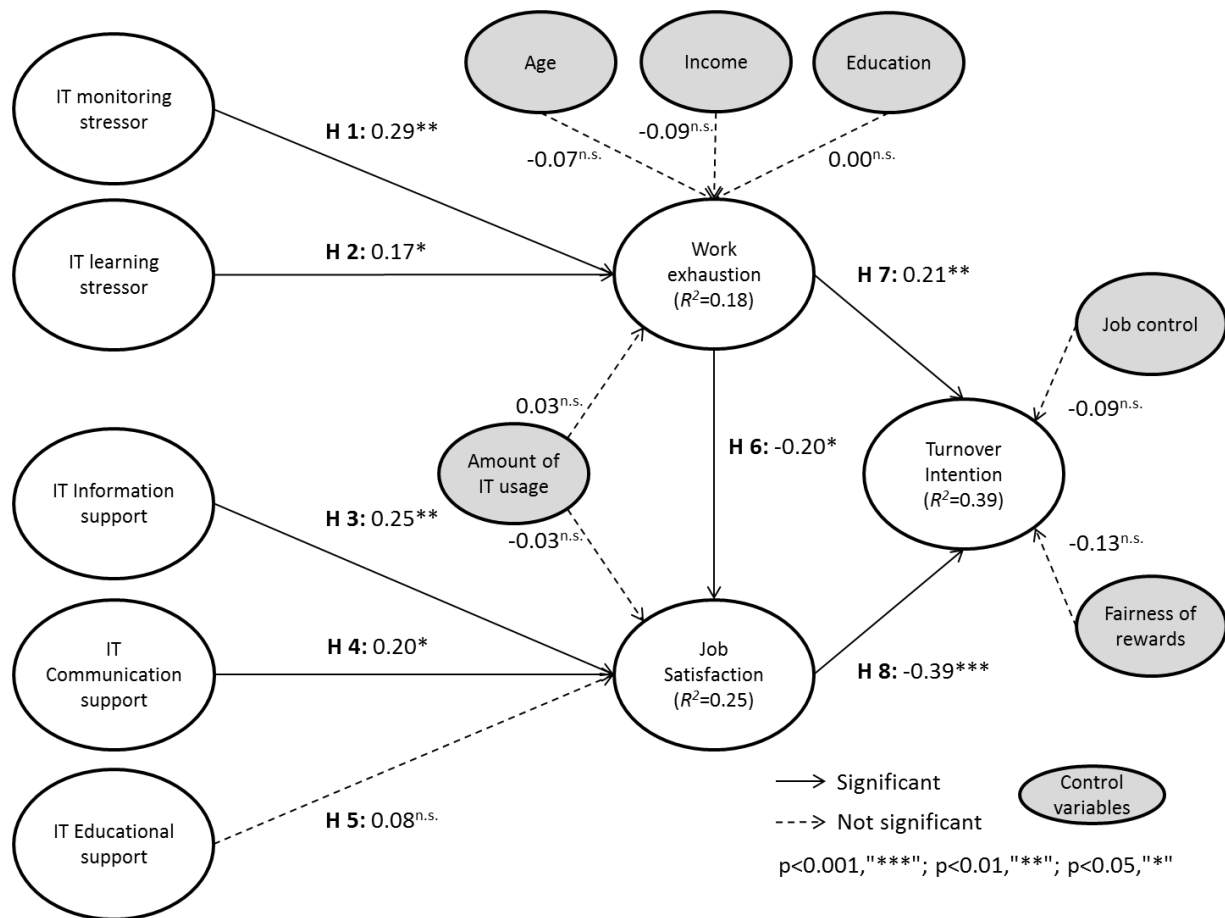 IT monitoring
stressor
Age
Income
Education
H 1: 0.29**
-0.07n.s.
-0.09n.s.
0.00n.s.
IT learning
stressor
H 2: 0.17*
Work
exhaustion
(R2=0.18)
H 7: 0.21**
Job control
-0.09n.s.
0.03n.s.
Amount of
IT usage
-0.03n.s.
H 6: -0.20*
Turnover
Intention
(R2=0.39)
IT Information
support
H 3: 0.25**
-0.13n.s.
Fairness of
rewards
IT
Communication
support
H 4: 0.20*
Job
Satisfaction
(R2=0.25)
H 8: -0.39***
IT Educational
support
H 5: 0.08n.s.
Significant
Not significant
Control
variables
p<0.001,"***"; p<0.01,"**"; p<0.05,"*"